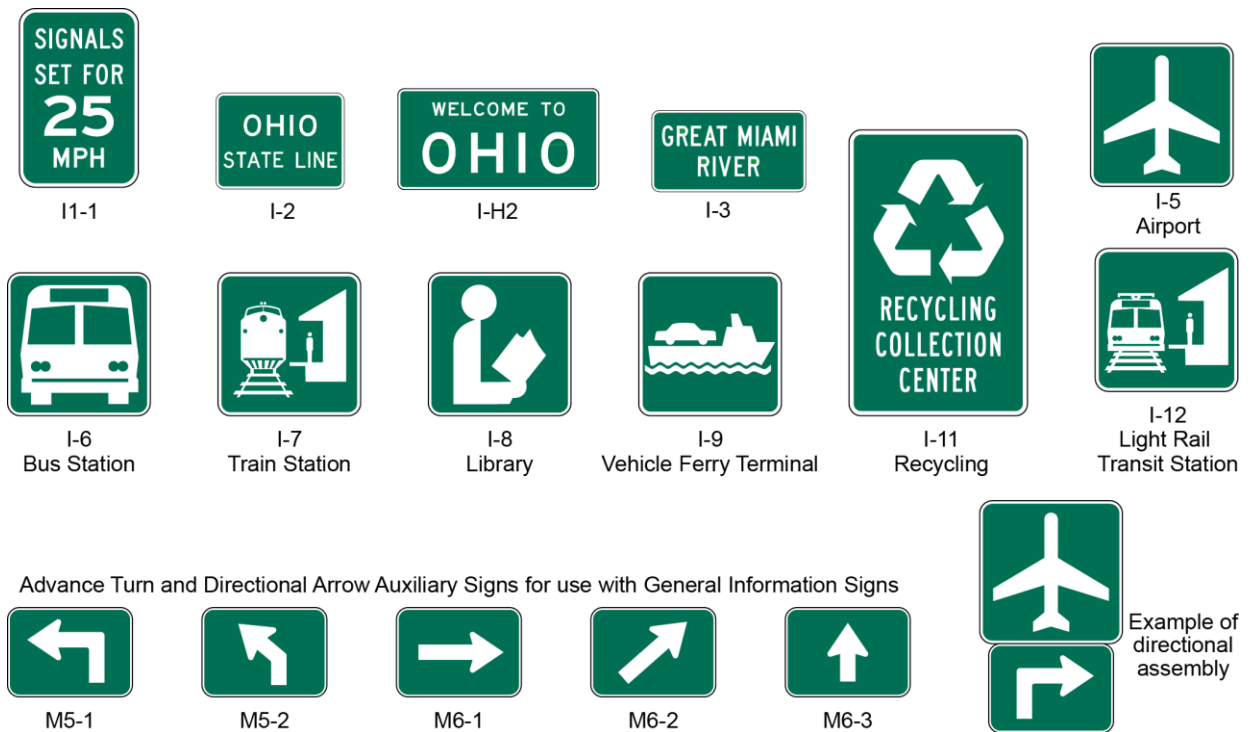 SIGNALS
SET FOR
25
MPH
I1-1
OHIO
STATE LINE
I-2
WELCOME TO
OHIO
I-H2
GREAT MIAMI
RIVER
I-3
RECYCLING
COLLECTION
CENTER
I-11
Recycling
I-5
Airport
I-6
Bus Station
I-7
Train Station
I-8
Library
I-9
Vehicle Ferry Terminal
I-12
Light Rail
Transit Station
Advance Turn and Directional Arrow Auxiliary Signs for use with General Information Signs
M5-1
M5-2
M6-1
M6-2
M6-3
Example of
directional
assembly